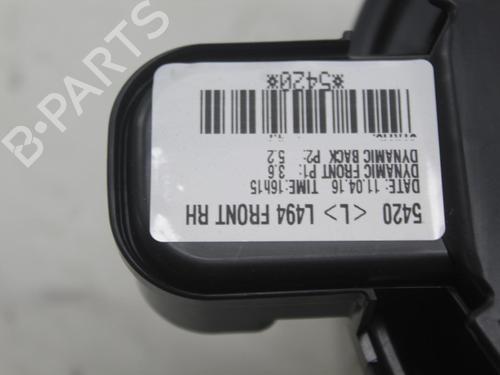 5420 <L> L494 FRONT RH
DATE: 11.04.16 TIME:16h15
DYNAMIC FRONT P1: 3.6
DYNAMIC BACK P2: 5.2
*5420*
B-PARTS